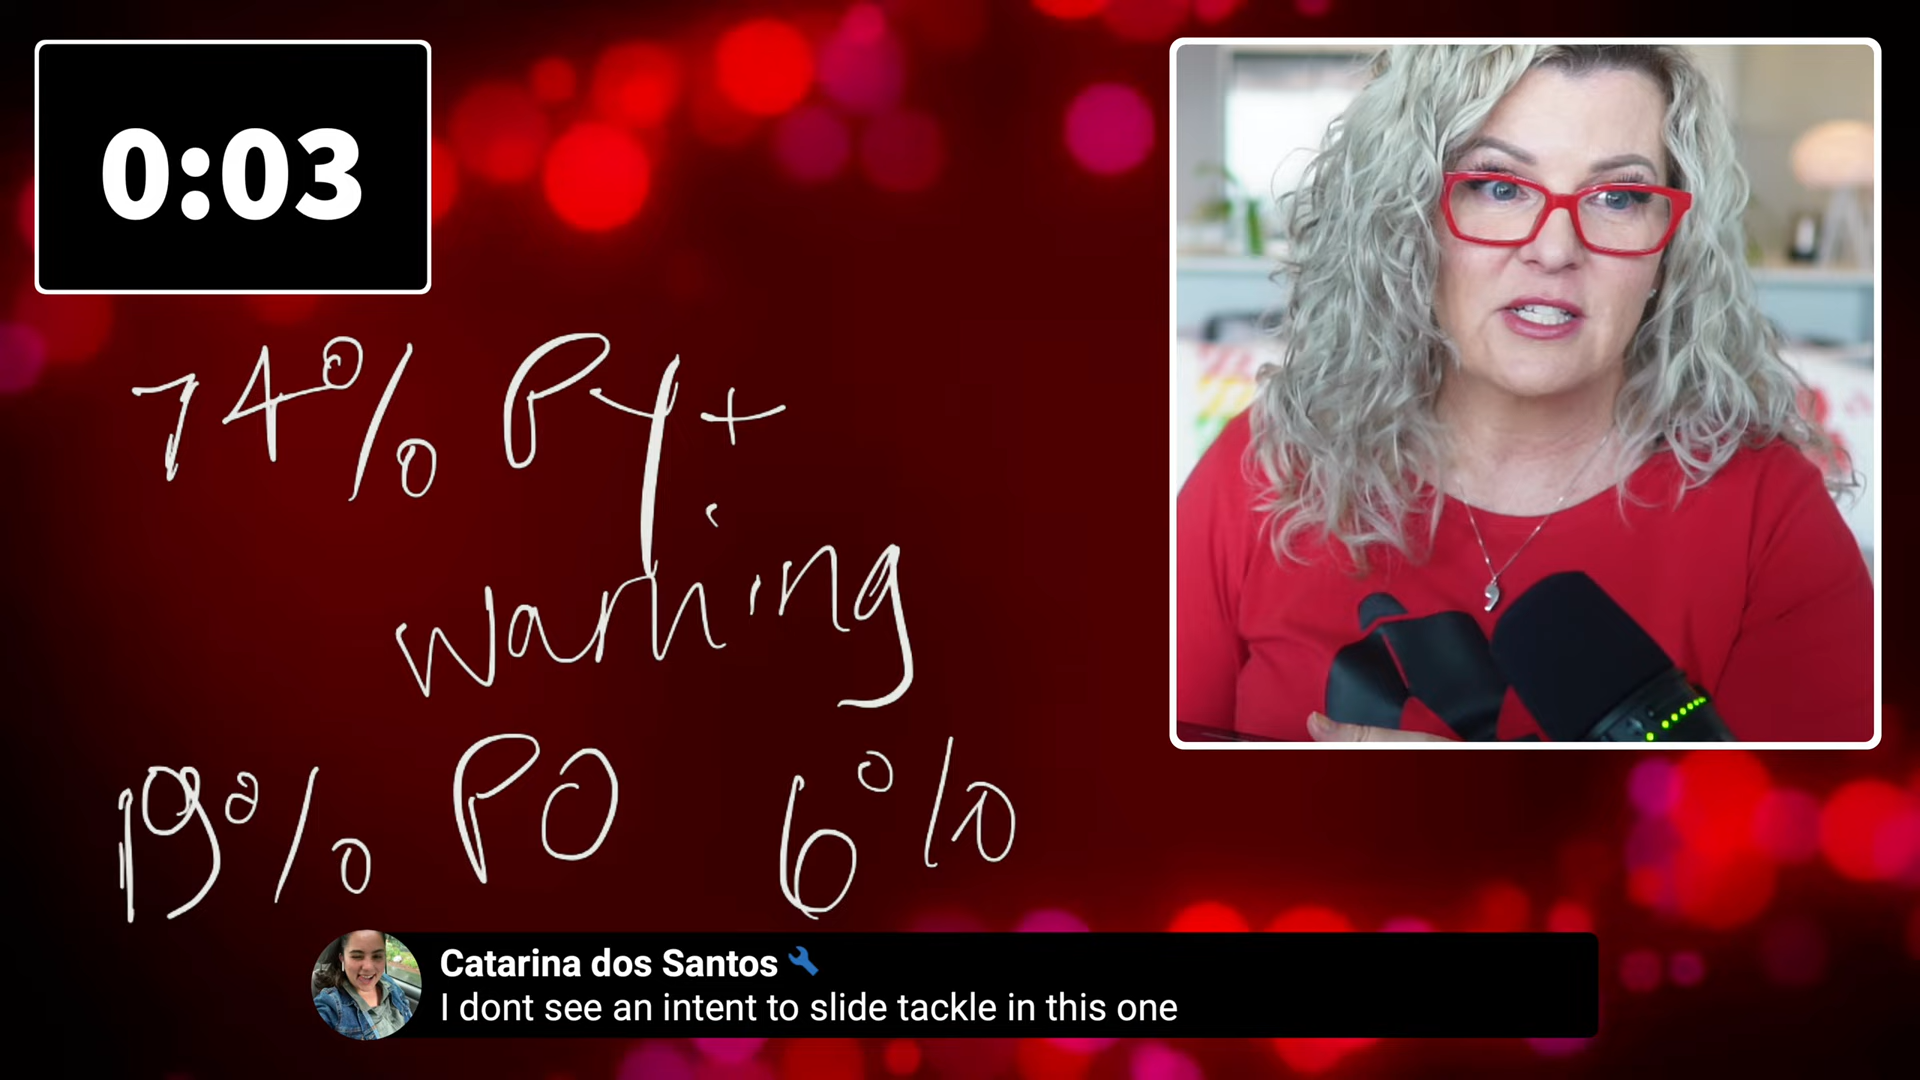 0:03
74% PY+
warning
19% PO 6%
Catarina dos Santos
I dont see an intent to slide tackle in this one